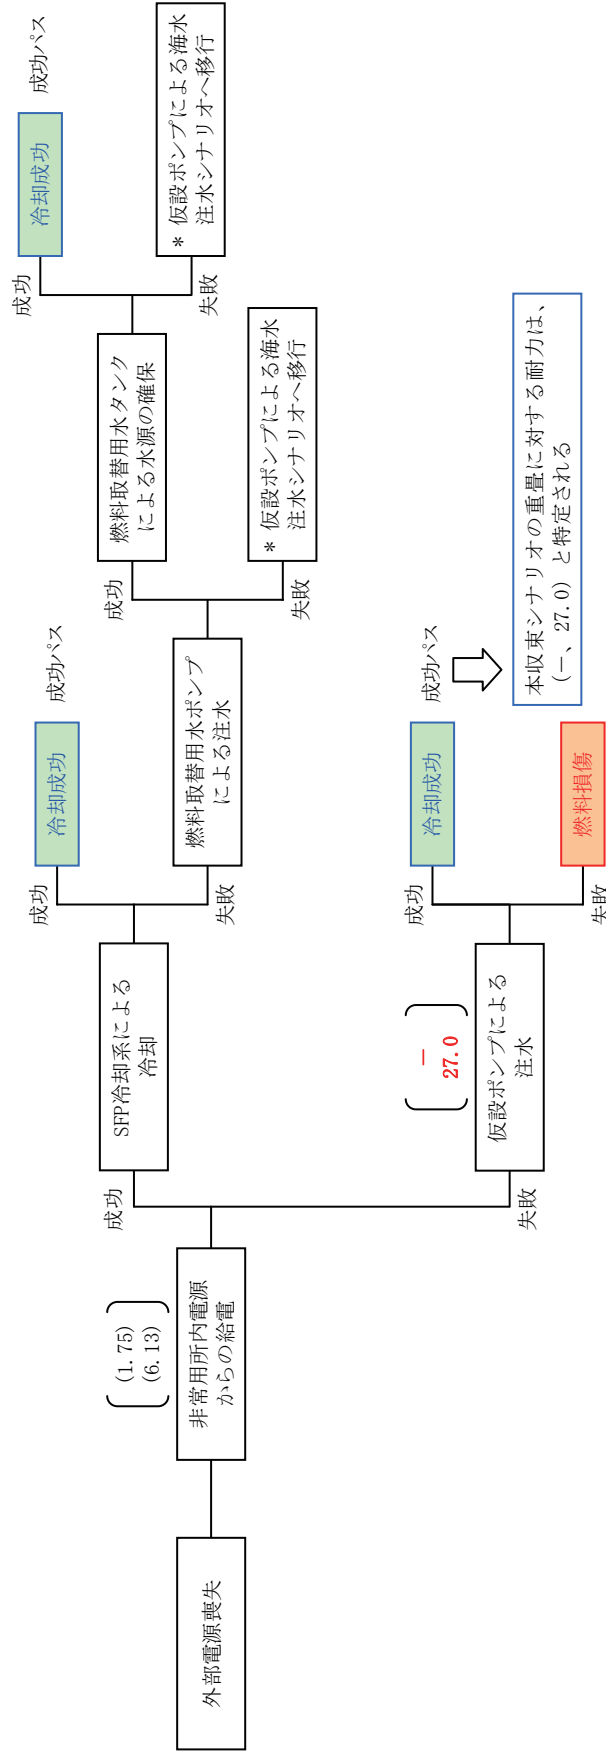 外部電源喪失
(1.75)
(6.13)
非常用所内電源
からの給電
成功
SFP冷却系による
冷却
成功
冷却成功
成功パス
失敗
燃料取替用水ポンプ
による注水
成功
燃料取替用水タンク
による水源の確保
成功
冷却成功
成功パス
失敗
* 仮設ポンプによる海水
注水シナリオへ移行
失敗
* 仮設ポンプによる海水
注水シナリオへ移行
失敗
－
27.0
仮設ポンプによる
注水
成功
冷却成功
成功パス
本収束シナリオの重畳に対する耐力は、
(－、27.0) と特定される
失敗
燃料損傷